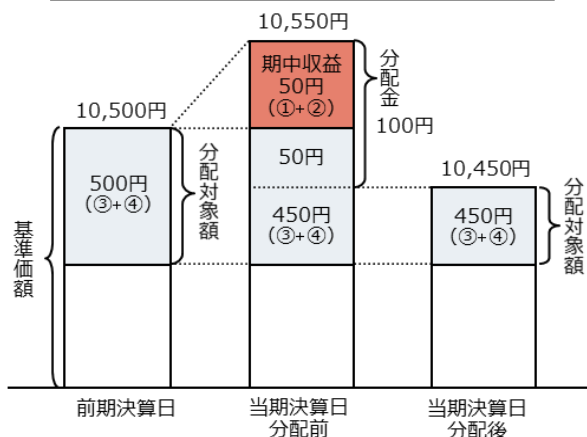 10,550円
期中収益
50円
(①+②)
分配金
100円
10,500円
500円
(③+④)
分配対象額
50円
450円
(③+④)
10,450円
450円
(③+④)
分配対象額
基準価額
前期決算日
当期決算日
分配前
当期決算日
分配後